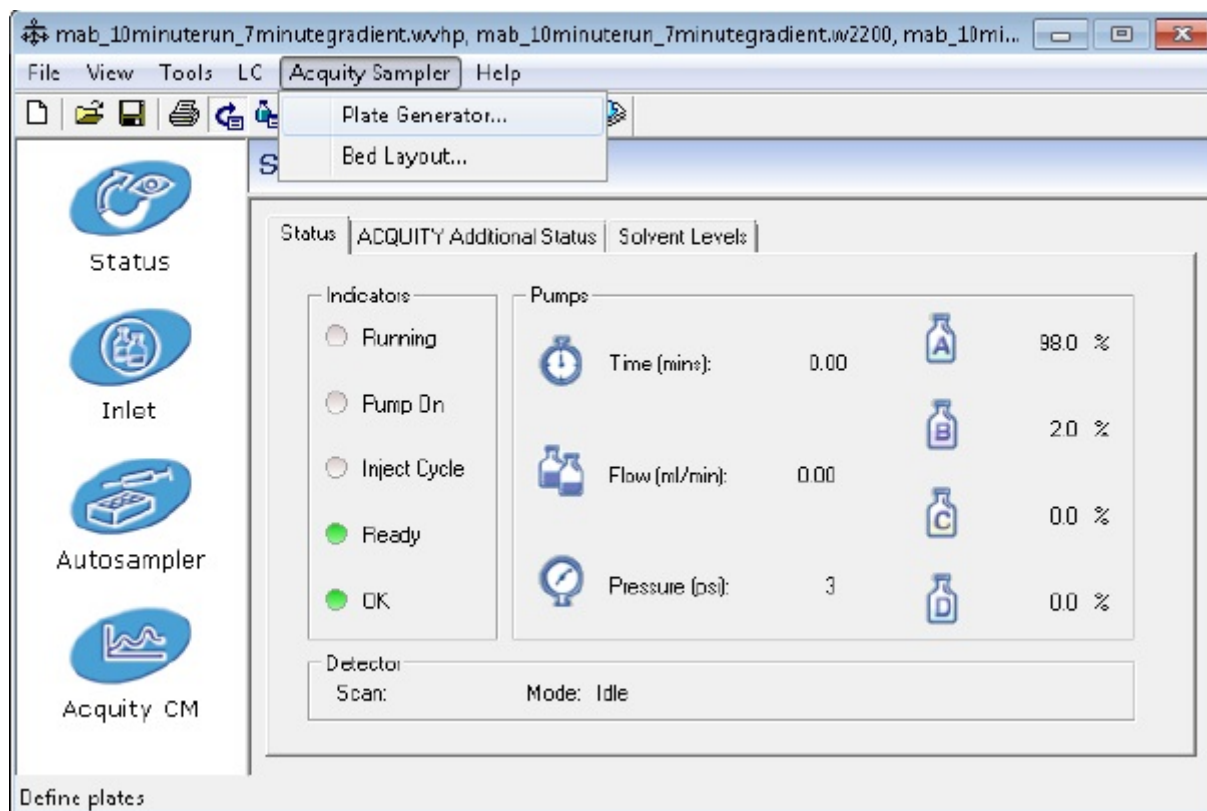 mab_10minuterun_7minutegradient.wvhp, mab_10minuterun_7minutegradient.w2200, mab_10mi...
File View Tools LC Acquity Sampler Help
Plate Generator...
Bed Layout...
S
Status
Inlet
Autosampler
Acquity CM
Status ACQUITY Additional Status Solvent Levels
Indicators
Running
Pump On
Inject Cycle
Ready
OK
Pumps
Time (mins): 0.00
Flow (ml/min): 0.00
Pressure (psi): 3
A 98.0 %
B 2.0 %
C 0.0 %
D 0.0 %
Detector
Scan: Mode: Idle
Define plates